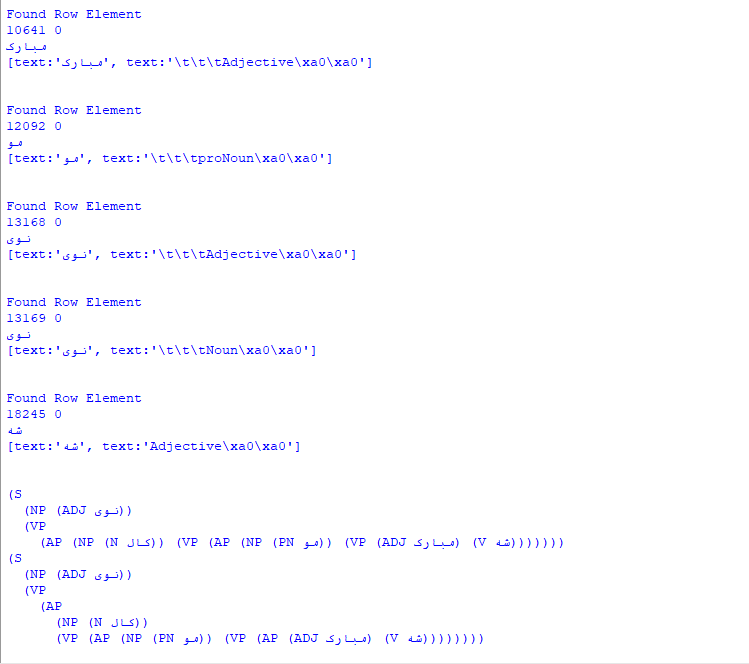 Found Row Element
10641 0
مبارک
[text:'مبارک', text:'\t\t\tAdjective\xa0\xa0']
Found Row Element
12092 0
مو
[text:'مو', text:'\t\t\tproNoun\xa0\xa0']
Found Row Element
13168 0
نوی
[text:'نوی', text:'\t\t\tAdjective\xa0\xa0']
Found Row Element
13169 0
نوی
[text:'نوی', text:'\t\t\tNoun\xa0\xa0']
Found Row Element
18245 0
شه
[text:'شه', text:'Adjective\xa0\xa0']
(S
(NP (ADJ نوی))
(VP
(AP (NP (N کال)) (VP (AP (NP (PN مو)) (VP (ADJ مبارک) (V شه)))))))
(S
(NP (ADJ نوی))
(VP
(AP
(NP (N کال))
(VP (AP (NP (PN مو)) (VP (AP (ADJ مبارک) (V شه))))))))